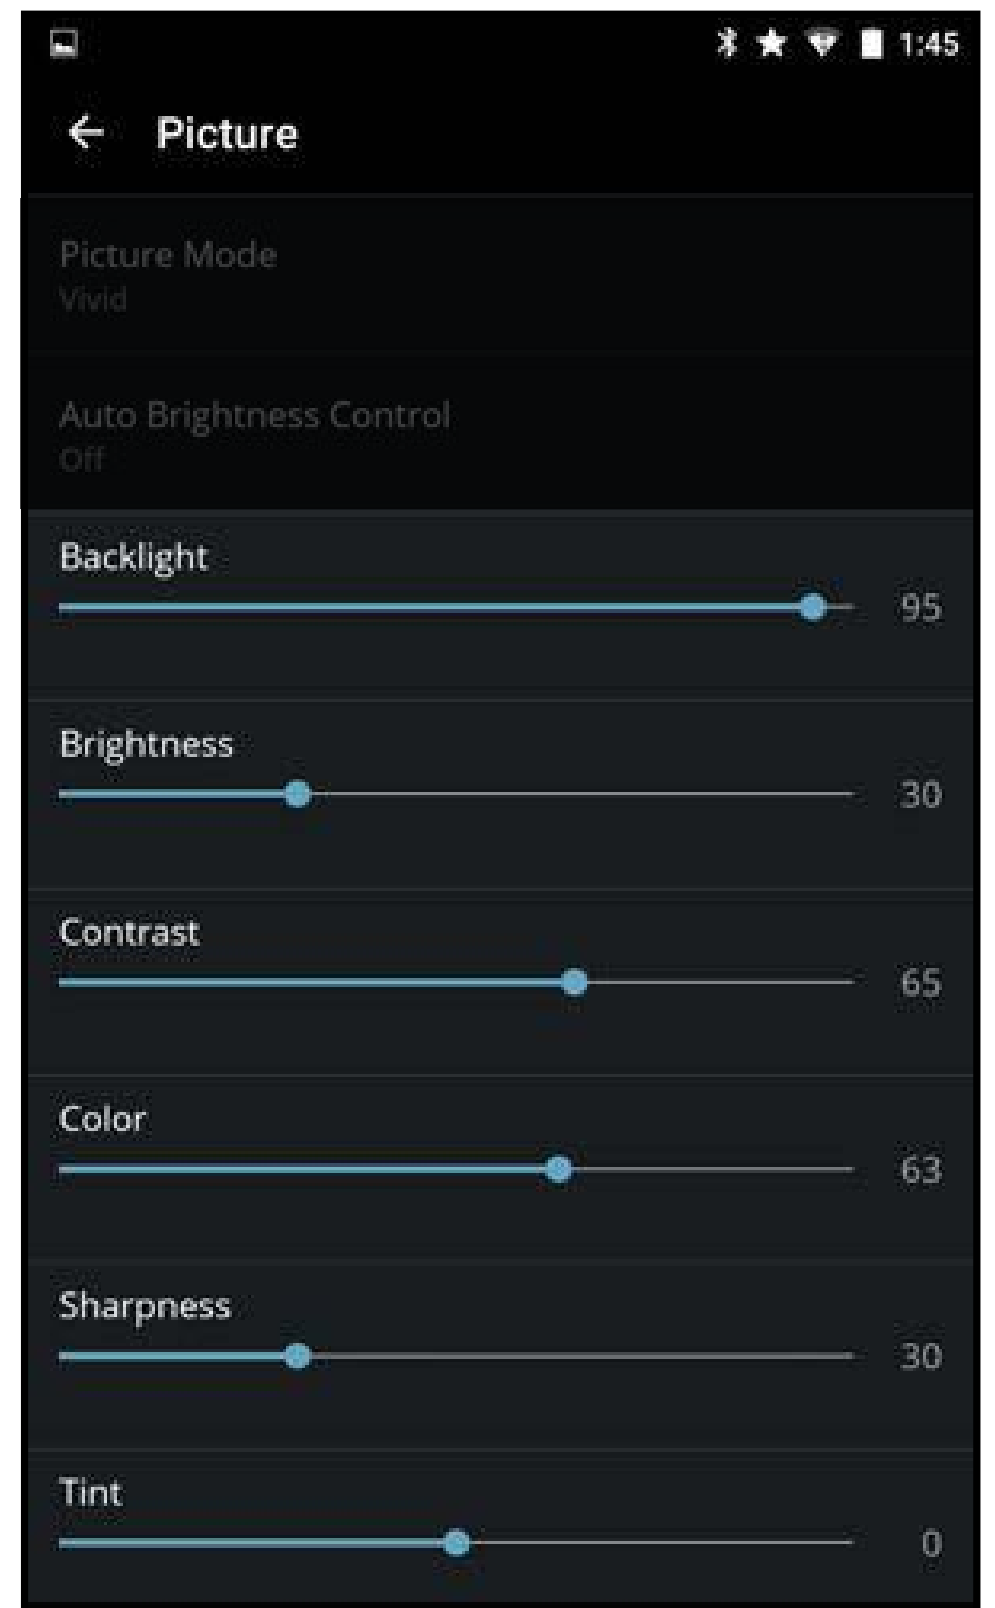 1:45
Picture
Picture Mode
Vivid
Auto Brightness Control
Off
Backlight
95
Brightness
30
Contrast
65
Color
63
Sharpness
30
Tint
0